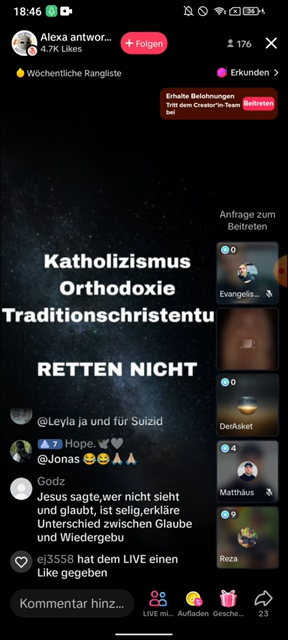 18:46
36
Alexa antwor...
4.7K Likes
+ Folgen
176
Wöchentliche Rangliste
Erkunden
Erhalte Belohnungen
Tritt dem Creator*in-Team bei
Beitreten
Anfrage zum
Beitreten
Katholizismus
Orthodoxie
Traditionschristentu
RETTEN NICHT
0
Evangelis...
0
DerAsket
4
Matthäus
9
Reza
@Leyla ja und für Suizid
7 Hope.🕊🩶
@Jonas 😂😂🙏🙏
Godz
Jesus sagte,wer nicht sieht
und glaubt, ist selig,erkläre
Unterschied zwischen Glaube
und Wiedergebu
ej3558 hat dem LIVE einen
Like gegeben
Kommentar hinz...
LIVE mi...
Aufladen
Gesche...
23